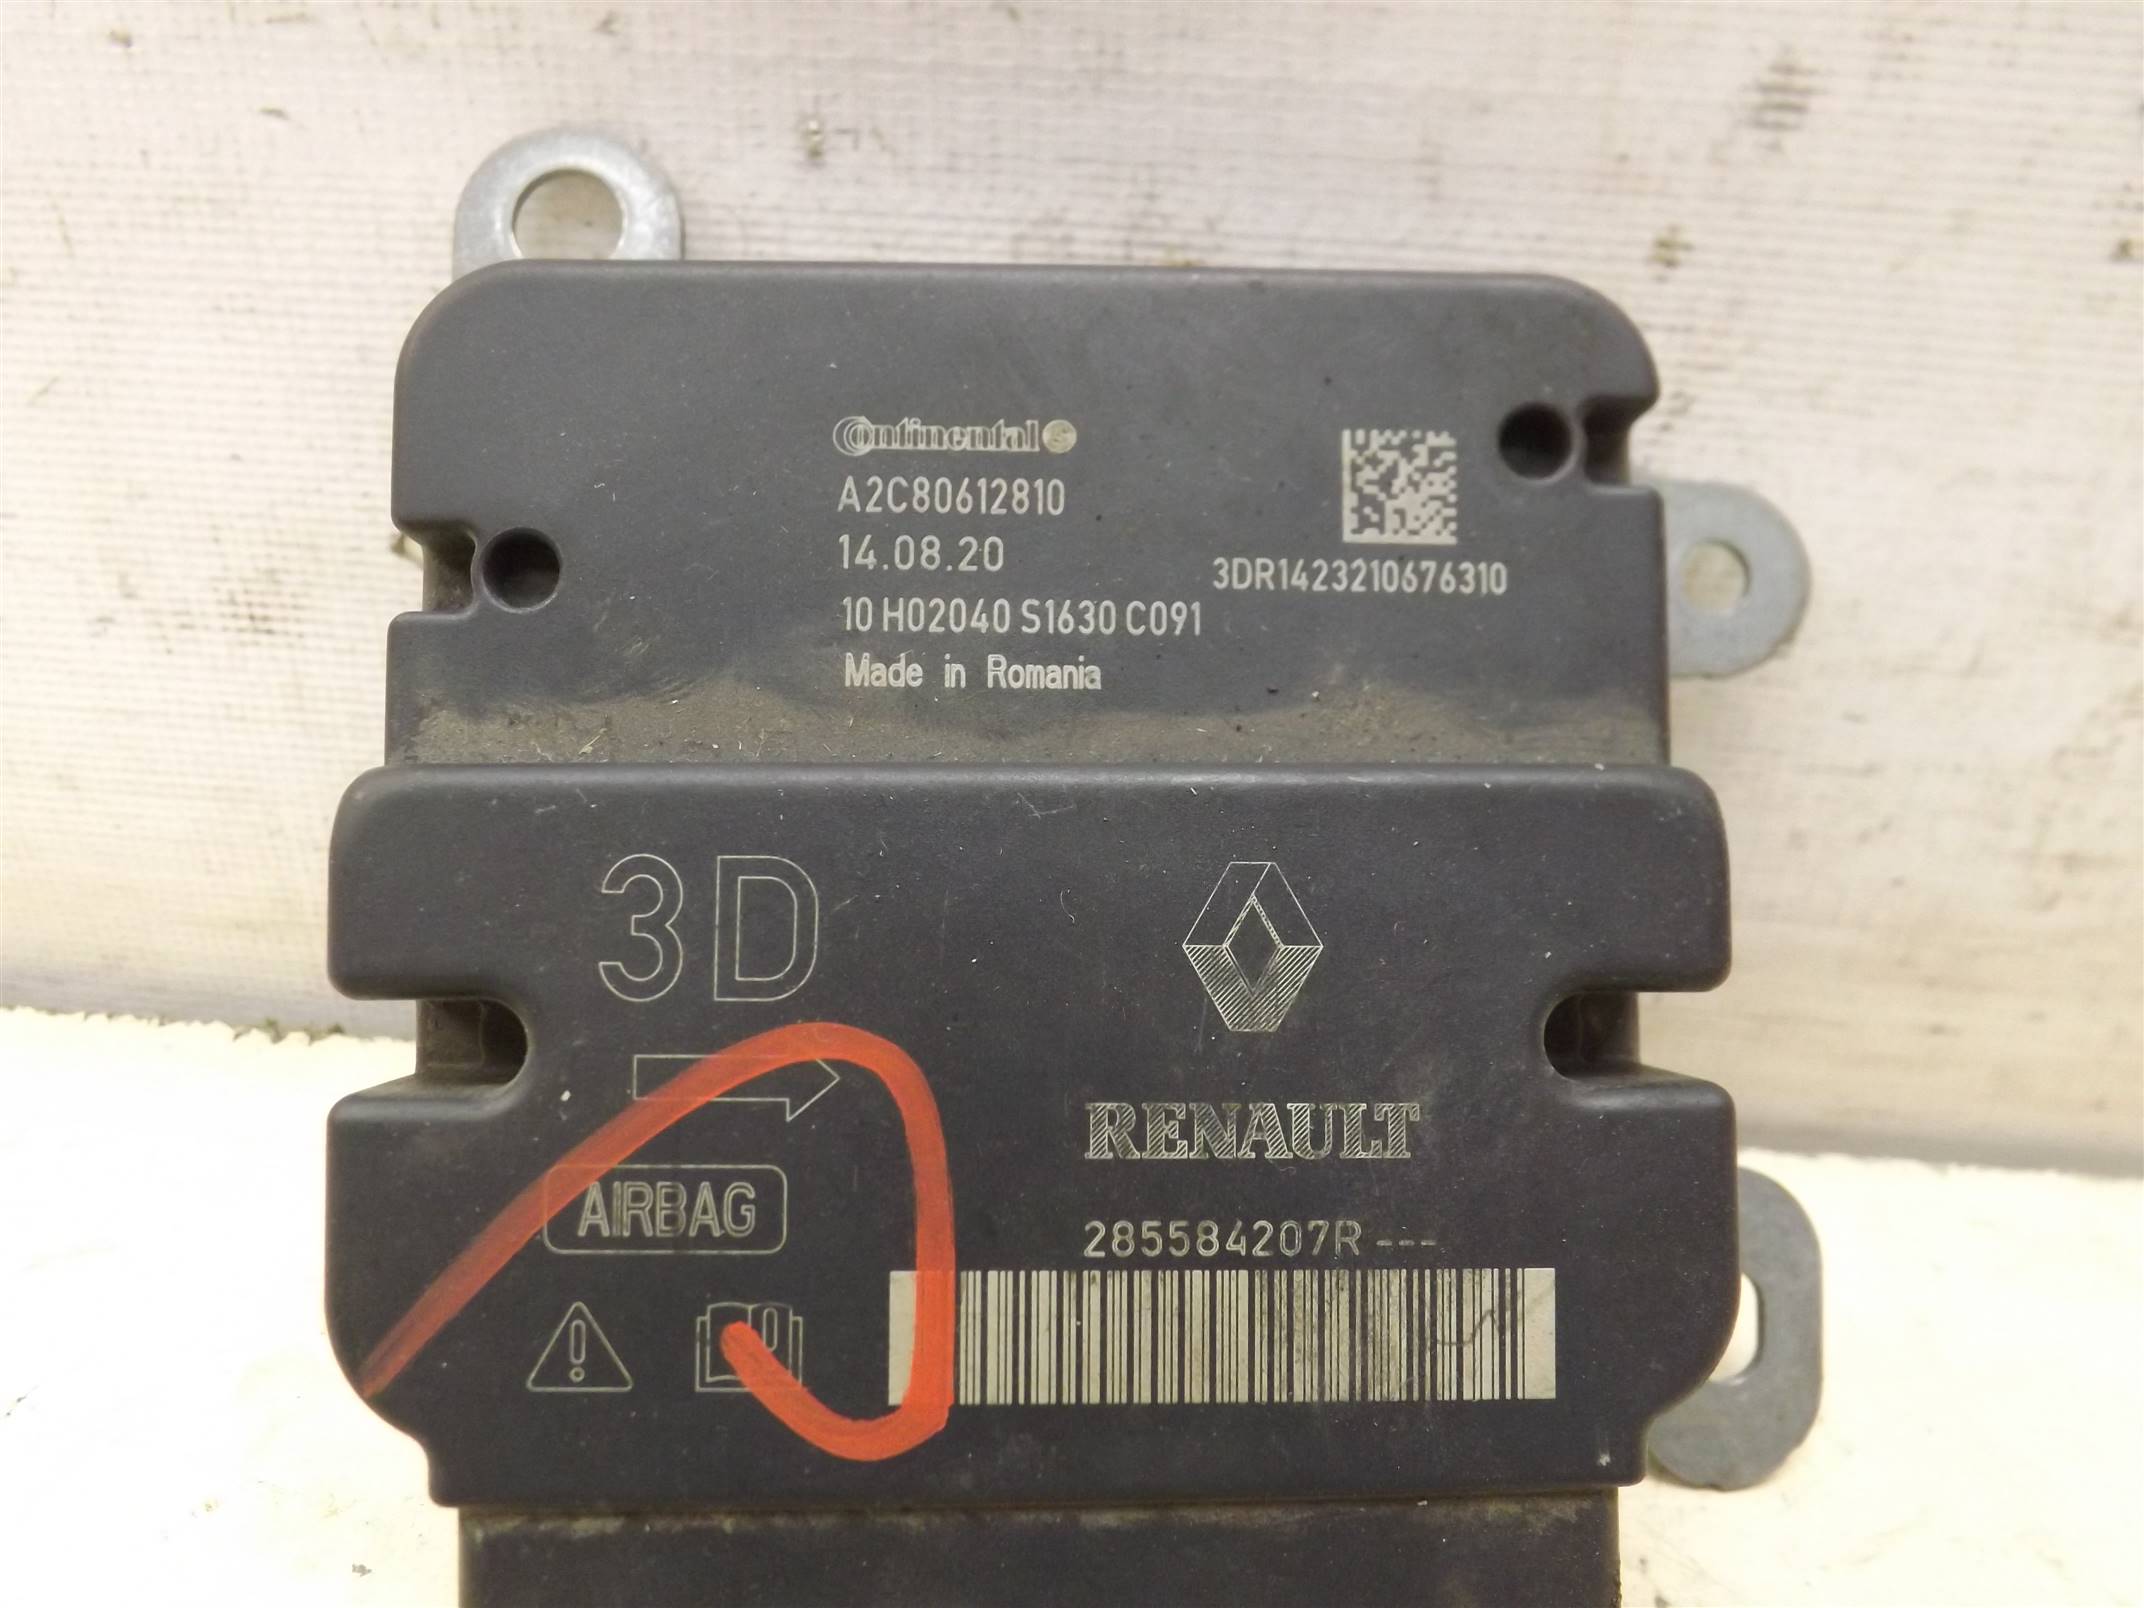 Continental
A2C80612810
14.08.20
3DR1423210676310
10 H02040 S1630 C091
Made in Romania
3D
RENAULT
AIRBAG
285584207R---